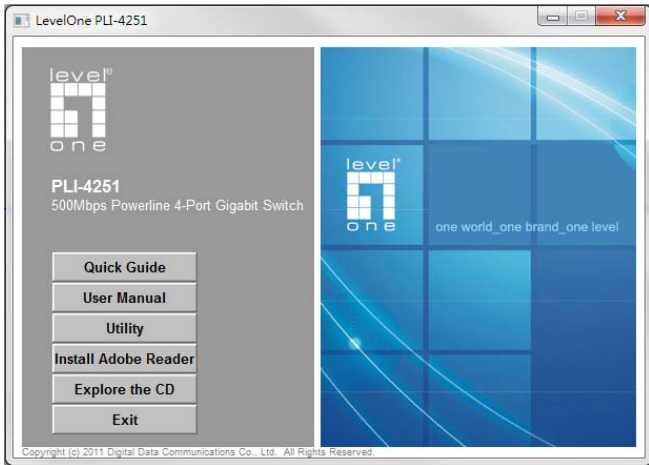 LevelOne PLI-4251
level®
one
PLI-4251
500Mbps Powerline 4-Port Gigabit Switch
Quick Guide
User Manual
Utility
Install Adobe Reader
Explore the CD
Exit
level®
one
one world_one brand_one level
Copyright (c) 2011 Digital Data Communications Co., Ltd. All Rights Reserved.